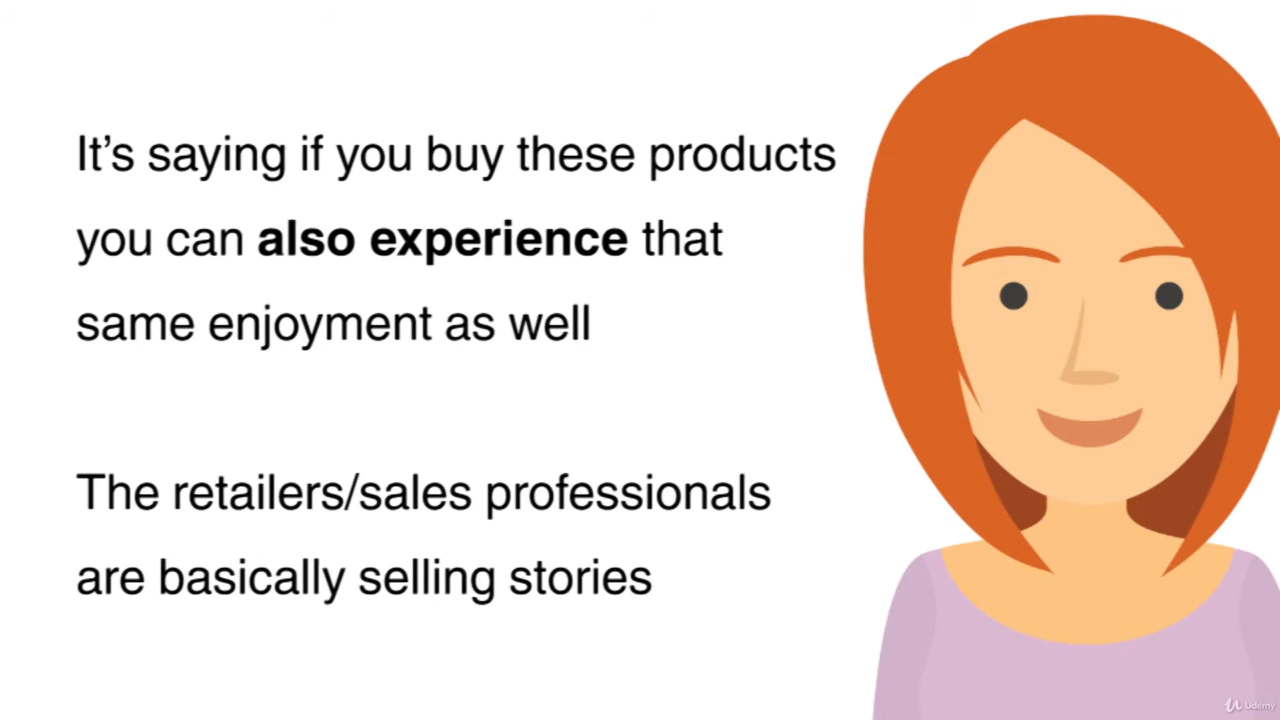 It’s saying if you buy these products
you can also experience that
same enjoyment as well
The retailers/sales professionals
are basically selling stories
Udemy